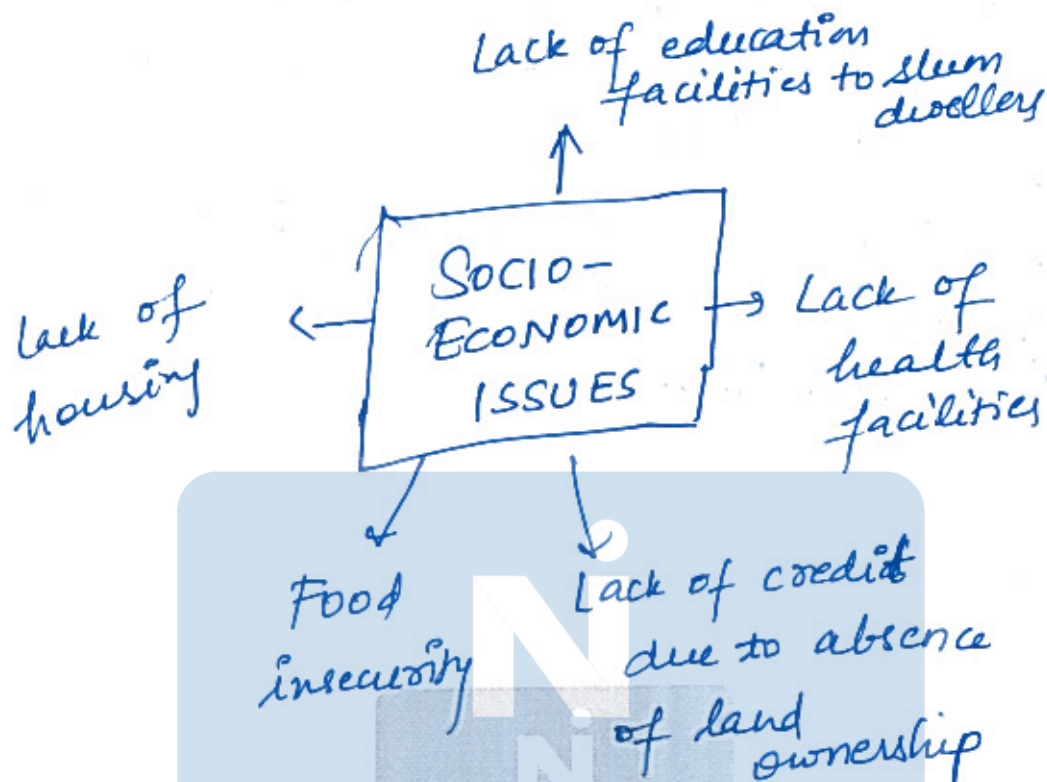 Lack of education
facilities to slum
dwellers
SOCIO-
ECONOMIC
ISSUES
Lack of
housing
Lack of
health
facilities
Food
insecurity
Lack of credit
due to absence
of land
ownership
N
N